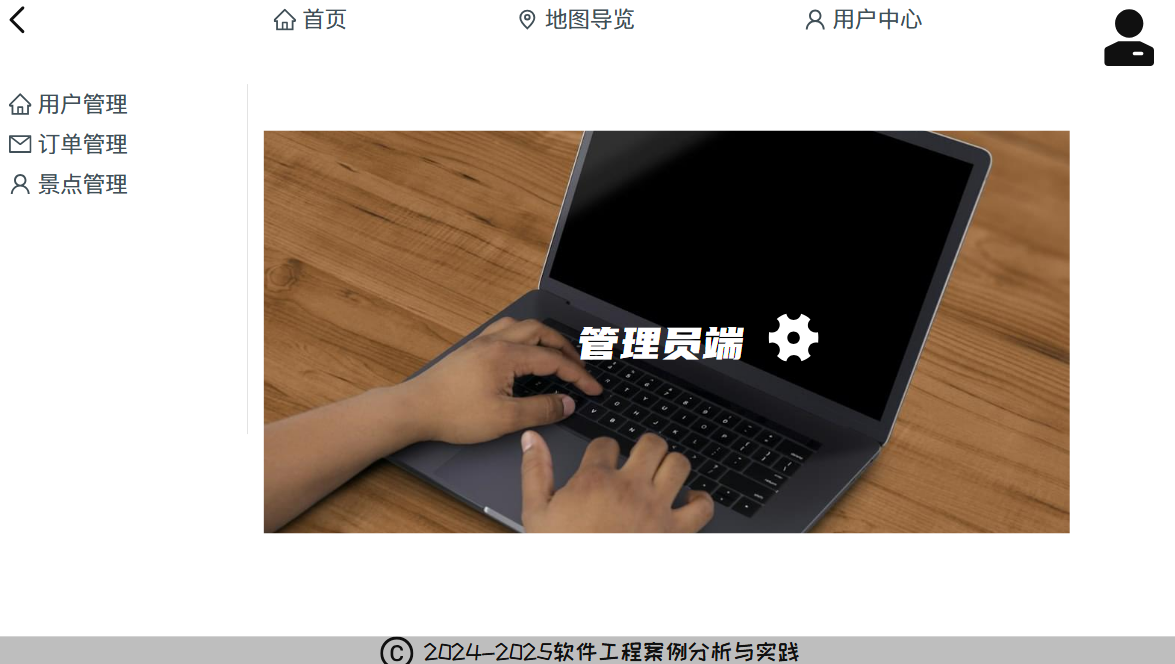 首页
地图导览
用户中心
用户管理
订单管理
景点管理
管理员端
© 2024-2025软件工程案例分析与实践